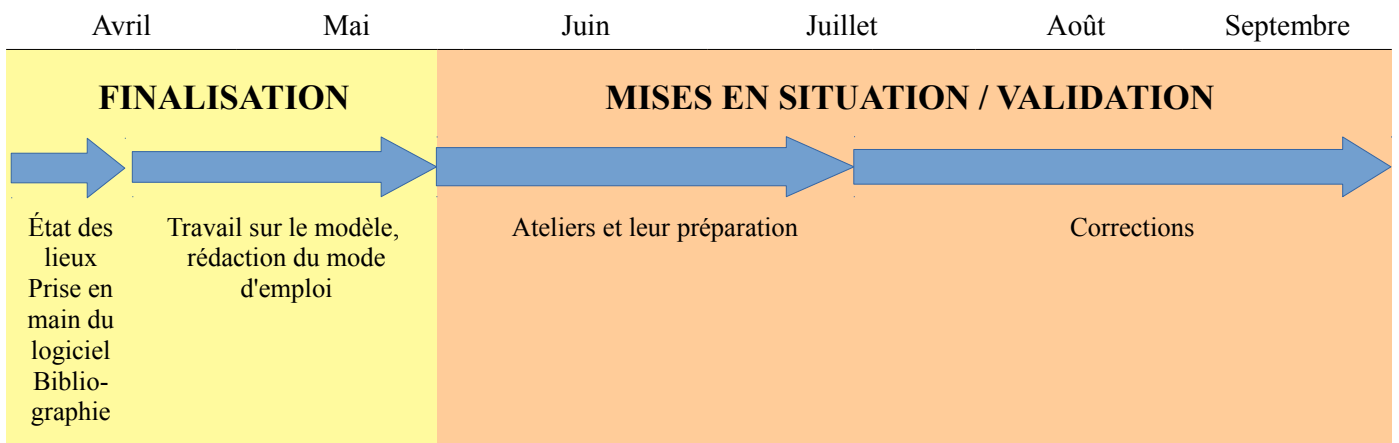 Avril Mai Juin Juillet Août Septembre
FINALISATION
MISES EN SITUATION / VALIDATION
État des
lieux
Prise en
main du
logiciel
Biblio-
graphie
Travail sur le modèle,
rédaction du mode
d'emploi
Ateliers et leur préparation
Corrections